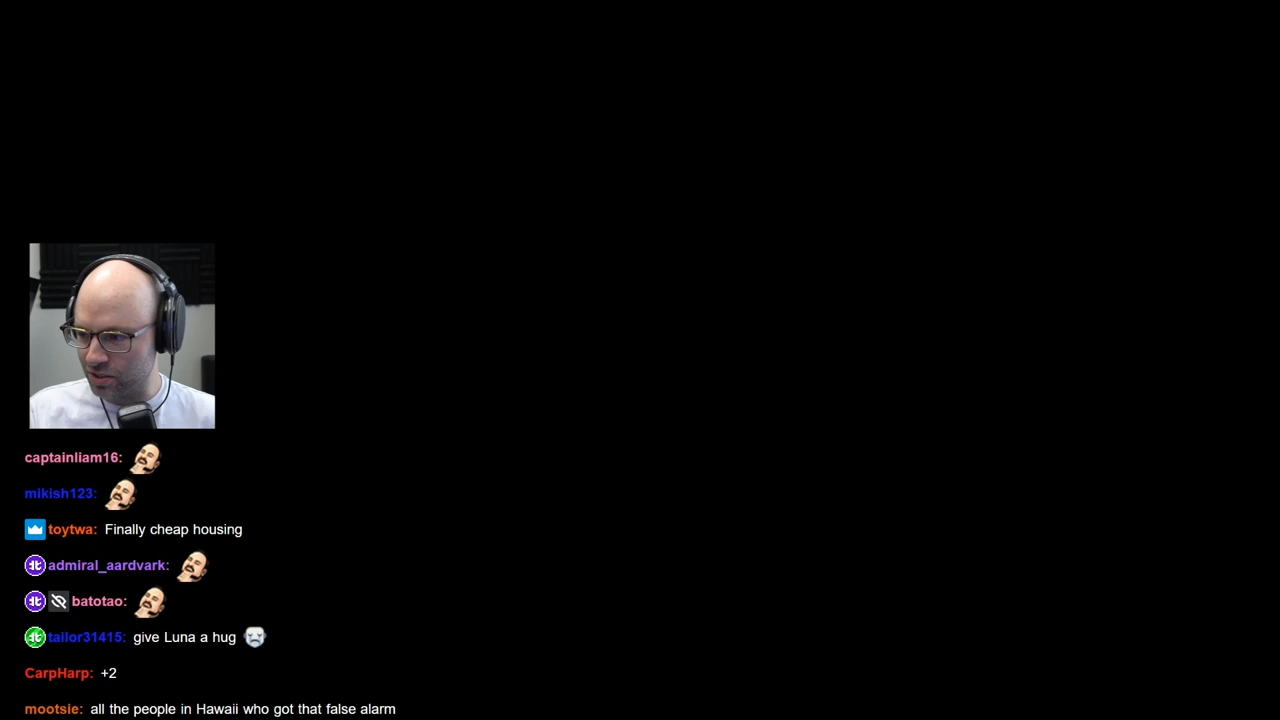 captainliam16:
mikish123:
toytwa: Finally cheap housing
admiral_aardvark:
batotao:
tailor31415: give Luna a hug
CarpHarp: +2
mootsie: all the people in Hawaii who got that false alarm